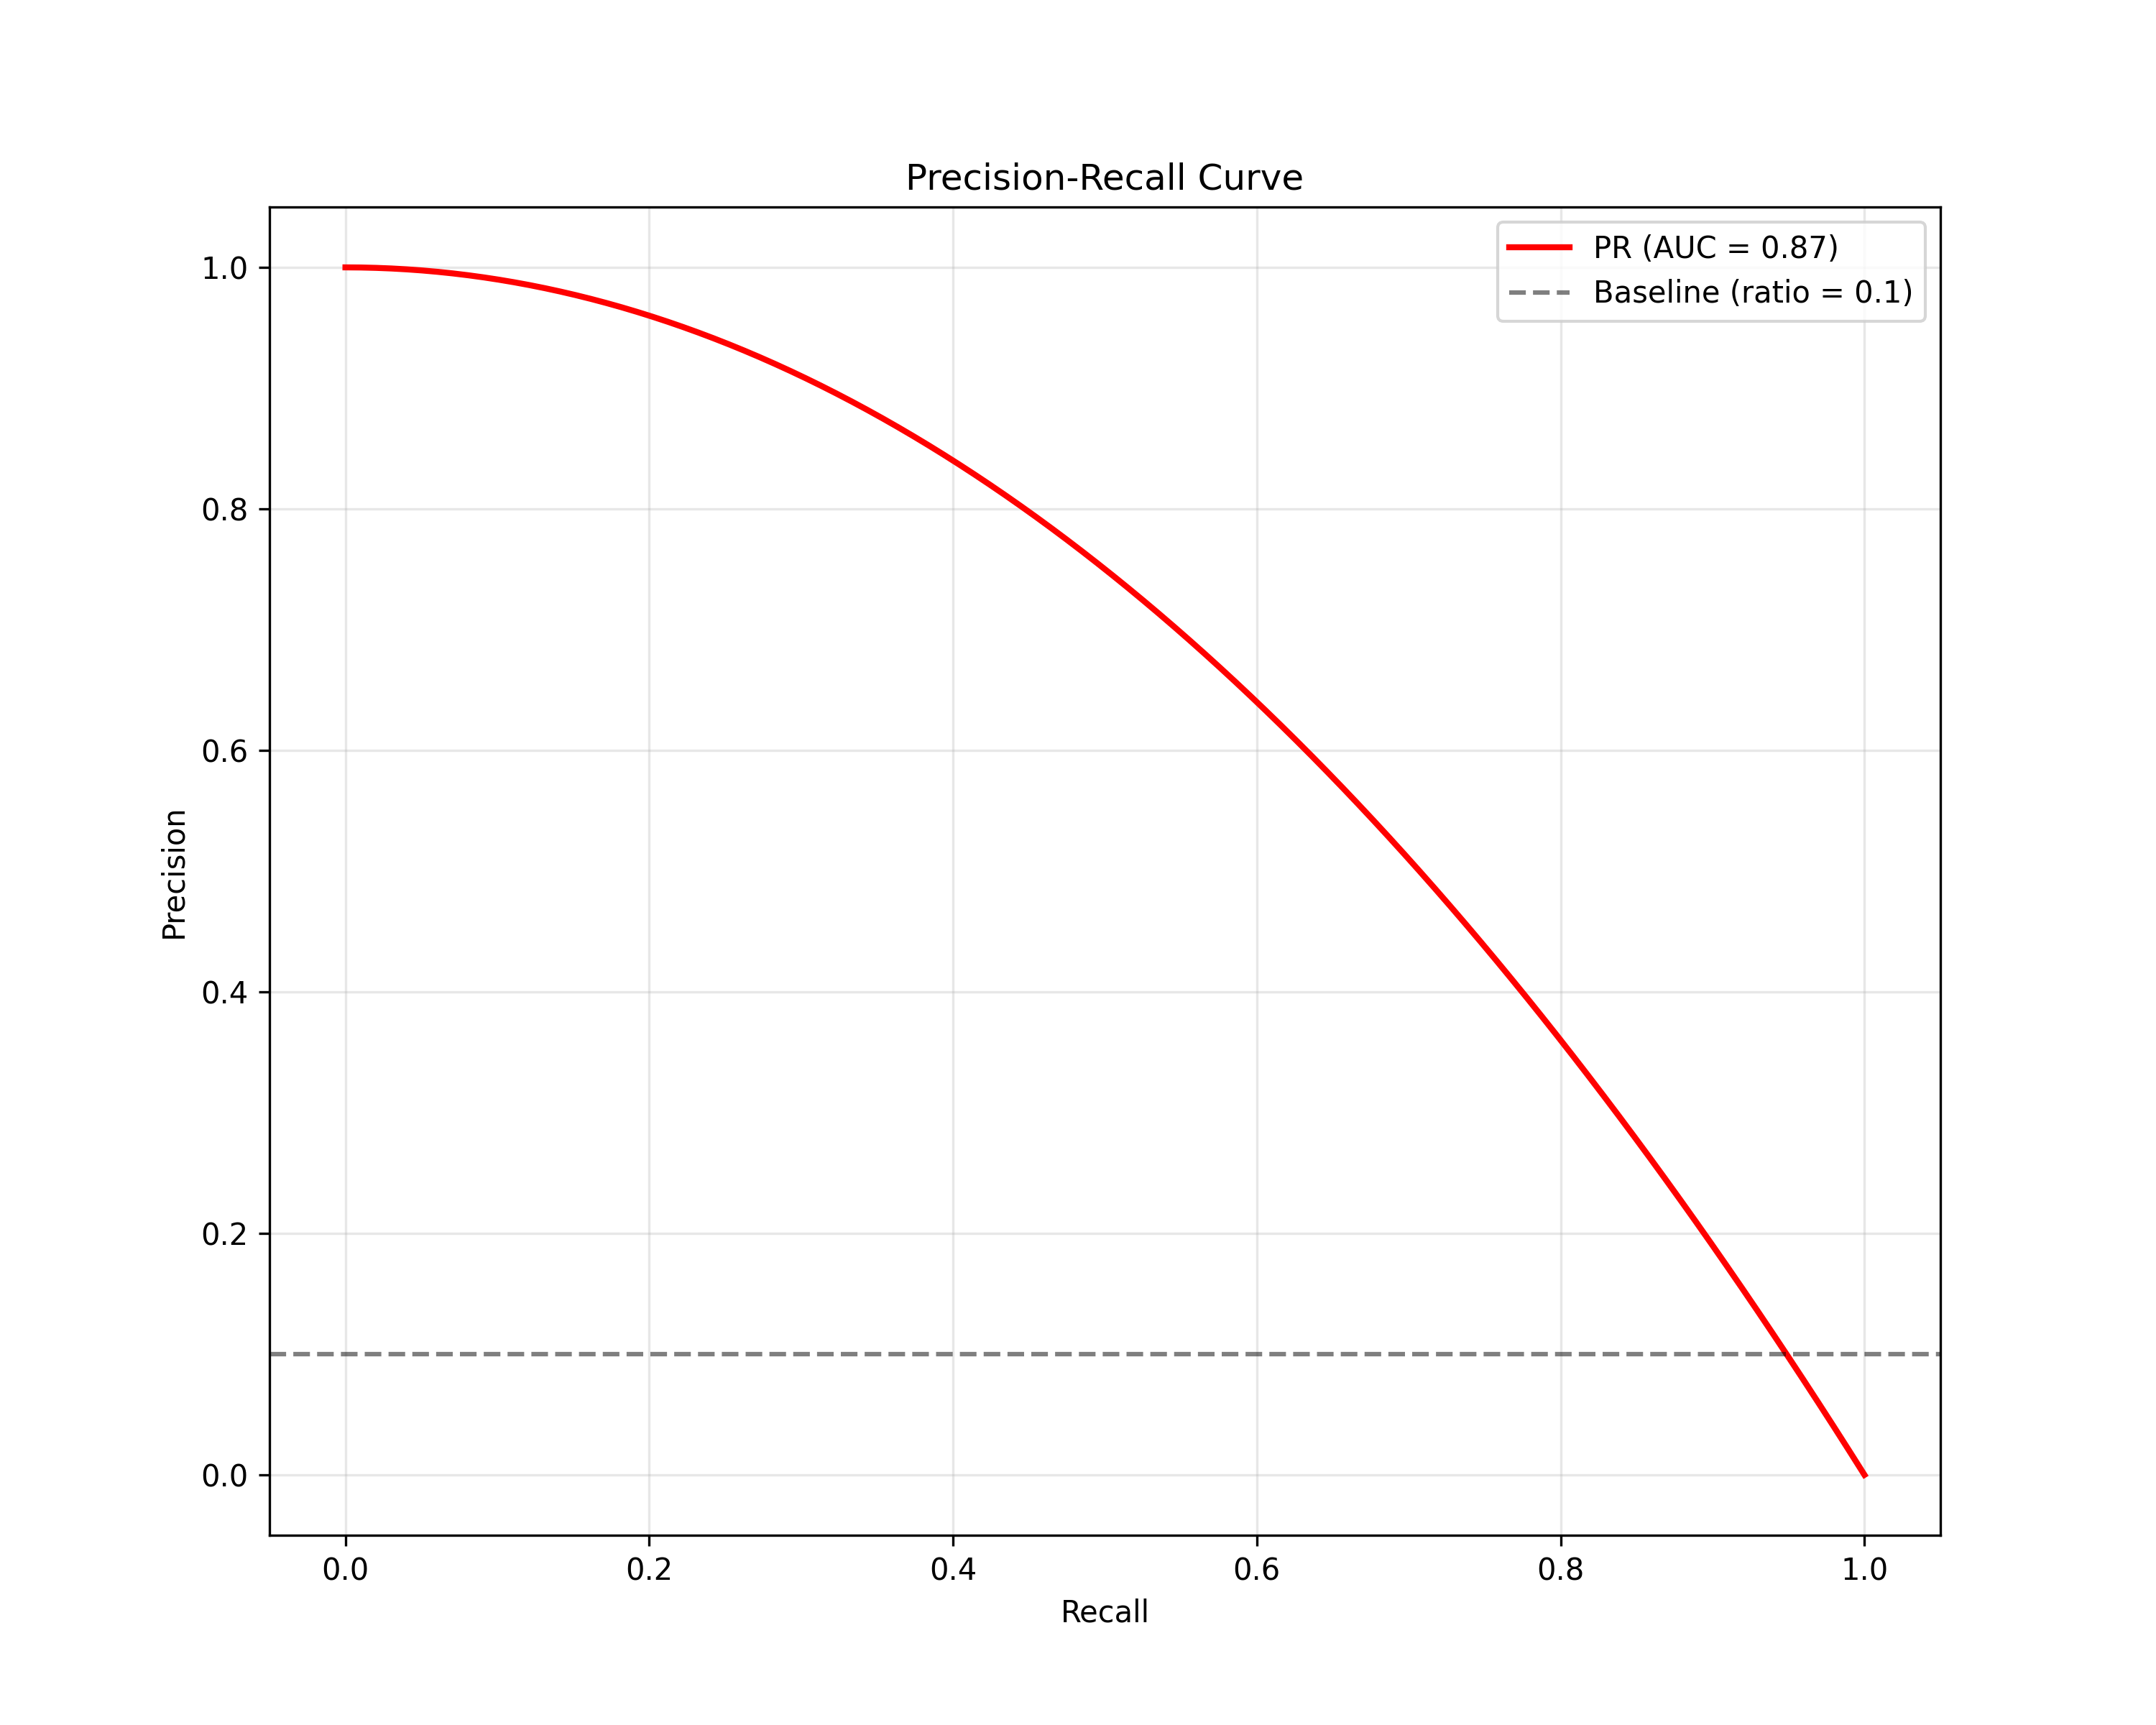 Precision-Recall Curve
PR (AUC = 0.87)
Baseline (ratio = 0.1)
Precision
1.0
0.8
0.6
0.4
0.2
0.0
0.0 0.2 0.4 0.6 0.8 1.0
Recall